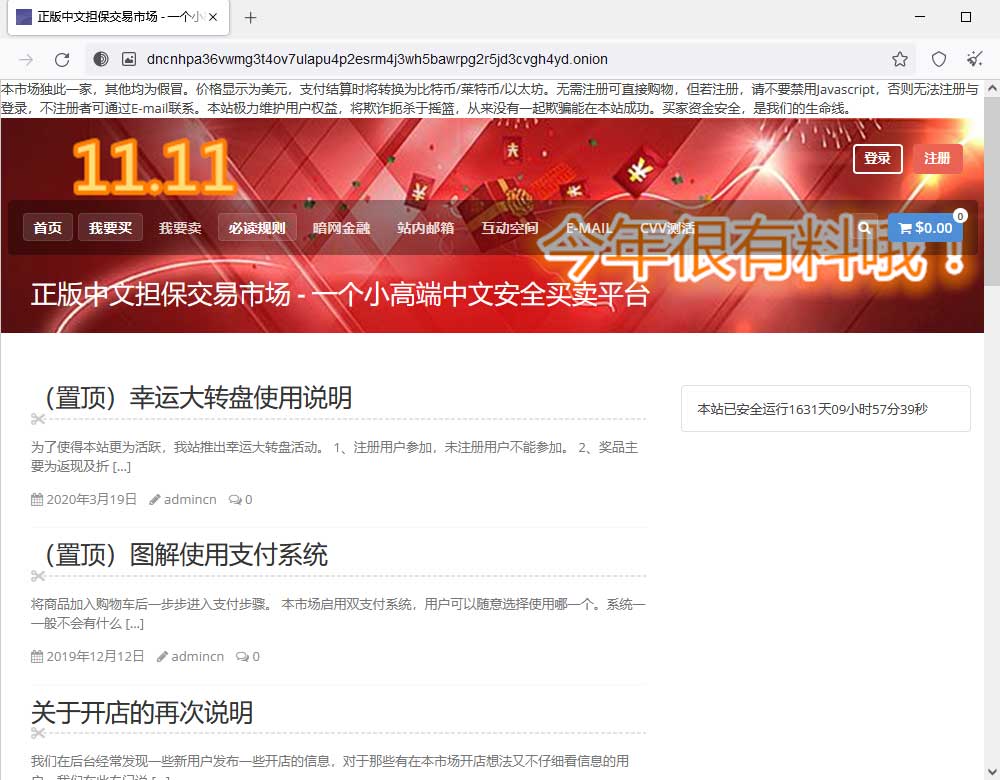 正版中文担保交易市场 - 一个小
dncnhpa36vwmg3t4ov7ulapu4p2esrm4j3wh5bawrpg2r5jd3cvgh4yd.onion
本市场独此一家，其他均为假冒。价格显示为美元，支付结算时将转换为比特币/莱特币/以太坊。无需注册可直接购物，但若注册，请不要禁用Javascript，否则无法注册与
登录，不注册者可通过E-mail联系。本站极力维护用户权益，将欺诈扼杀于摇篮，从来没有一起欺骗能在本站成功。买家资金安全，是我们的生命线。
11.11
登录 注册
首页 我要买 我要卖 必读规则 暗网金融 站内邮箱 互动空间 E-MAIL CVV测活 $0.00 0
今年很有料哦！
正版中文担保交易市场 - 一个小高端中文安全买卖平台
（置顶）幸运大转盘使用说明
本站已安全运行1631天09小时57分39秒
为了使得本站更为活跃，我站推出幸运大转盘活动。 1、注册用户参加，未注册用户不能参加。 2、奖品主
要为返现及折 [...]
2020年3月19日 admincn 0
（置顶）图解使用支付系统
将商品加入购物车后一步步进入支付步骤。 本市场启用双支付系统，用户可以随意选择使用哪一个。系统一
一般不会有什么 [...]
2019年12月12日 admincn 0
关于开店的再次说明
我们在后台经常发现一些新用户发布一些开店的信息，对于那些有在本市场开店想法又不仔细看信息的用